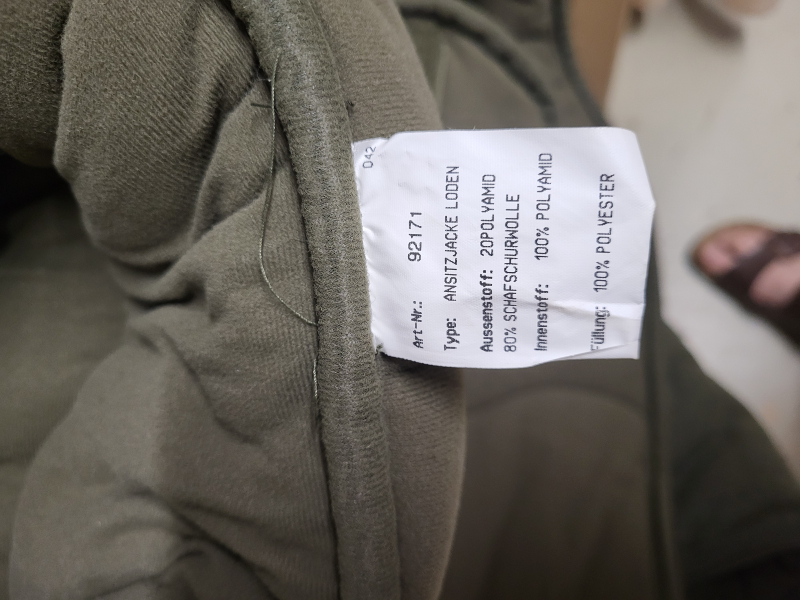 042
Art-Nr.: 92171
Type: ANSITZJACKE LODEN
Aussenstoff: 20POLYAMID
80% SCHAFSCHURWOLLE
Innenstoff: 100% POLYAMID
Füllung: 100% POLYESTER